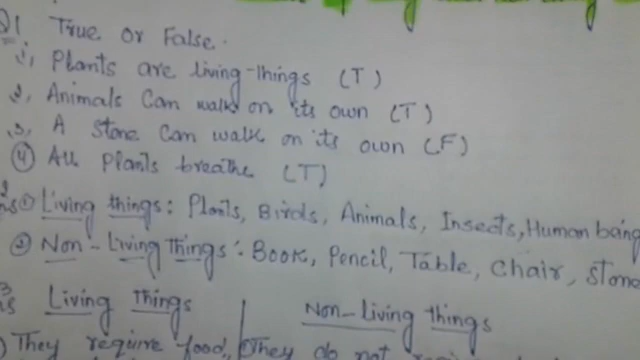 Q1 True or False.
1, Plants are living-things (T)
2, Animals can walk on its own (T)
3, A stone can walk on its own (F)
4 All plants breathe (T)
① Living things: Plants, Birds, Animals, Insects, Human being
② Non-Living Things: Book, Pencil, Table, Chair, Stone
Living Things Non-Living things
They require food, They do not